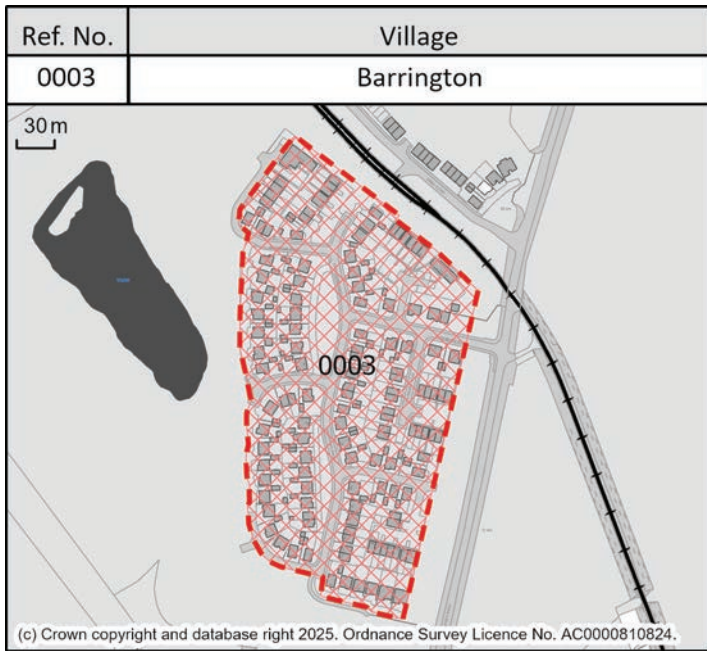 Ref. No. Village
0003 Barrington
30 m
0003
(c) Crown copyright and database right 2025. Ordnance Survey Licence No. AC0000810824.